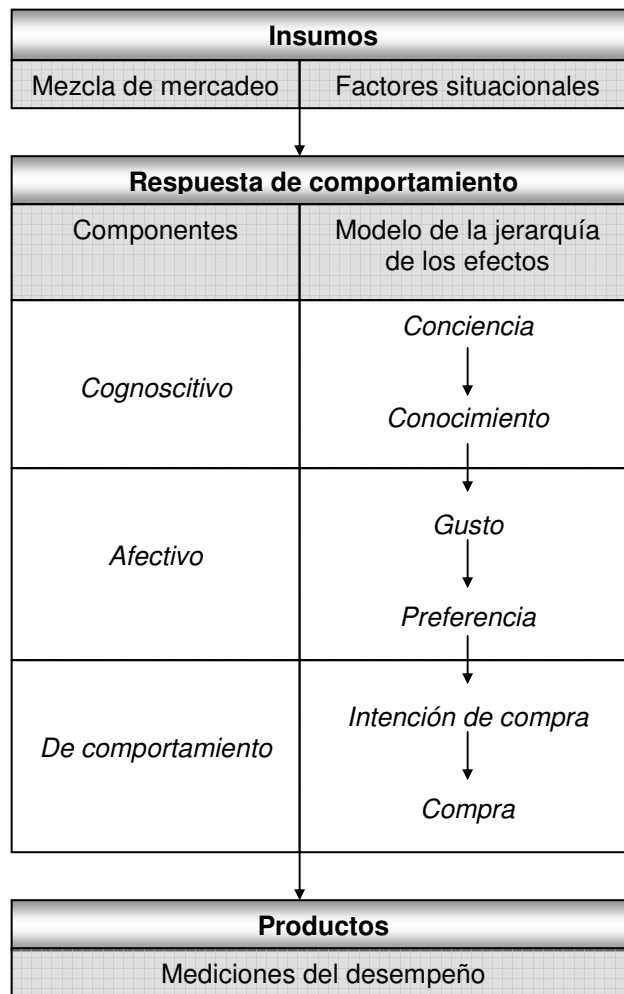 Insumos
Mezcla de mercadeo
Factores situacionales
Respuesta de comportamiento
Componentes
Modelo de la jerarquía
de los efectos
Cognoscitivo
Conciencia
Conocimiento
Afectivo
Gusto
Preferencia
De comportamiento
Intención de compra
Compra
Productos
Mediciones del desempeño